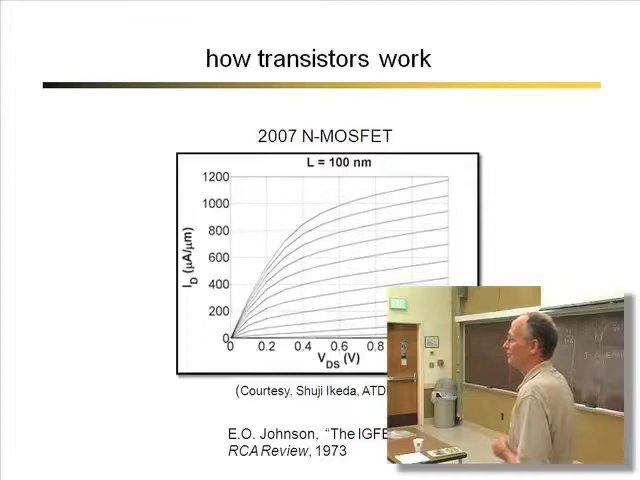 how transistors work
2007 N-MOSFET
L = 100 nm
1200
1000
800
600
400
200
0
I_D (μA/μm)
0 0.2 0.4 0.6 0.8
V_DS (V)
(Courtesy, Shuji Ikeda, ATD
E.O. Johnson, “The IGFE
RCA Review, 1973